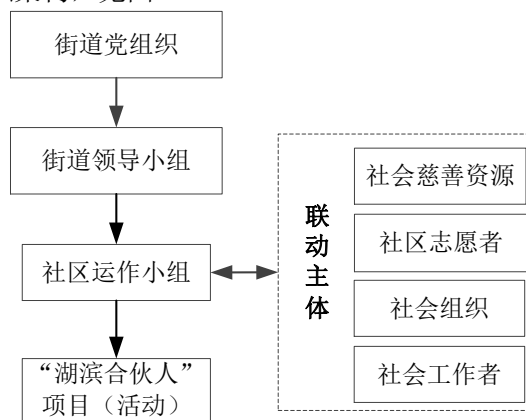 街道党组织
街道领导小组
社区运作小组
“湖滨合伙人”
项目（活动）
联动主体
社会慈善资源
社区志愿者
社会组织
社会工作者